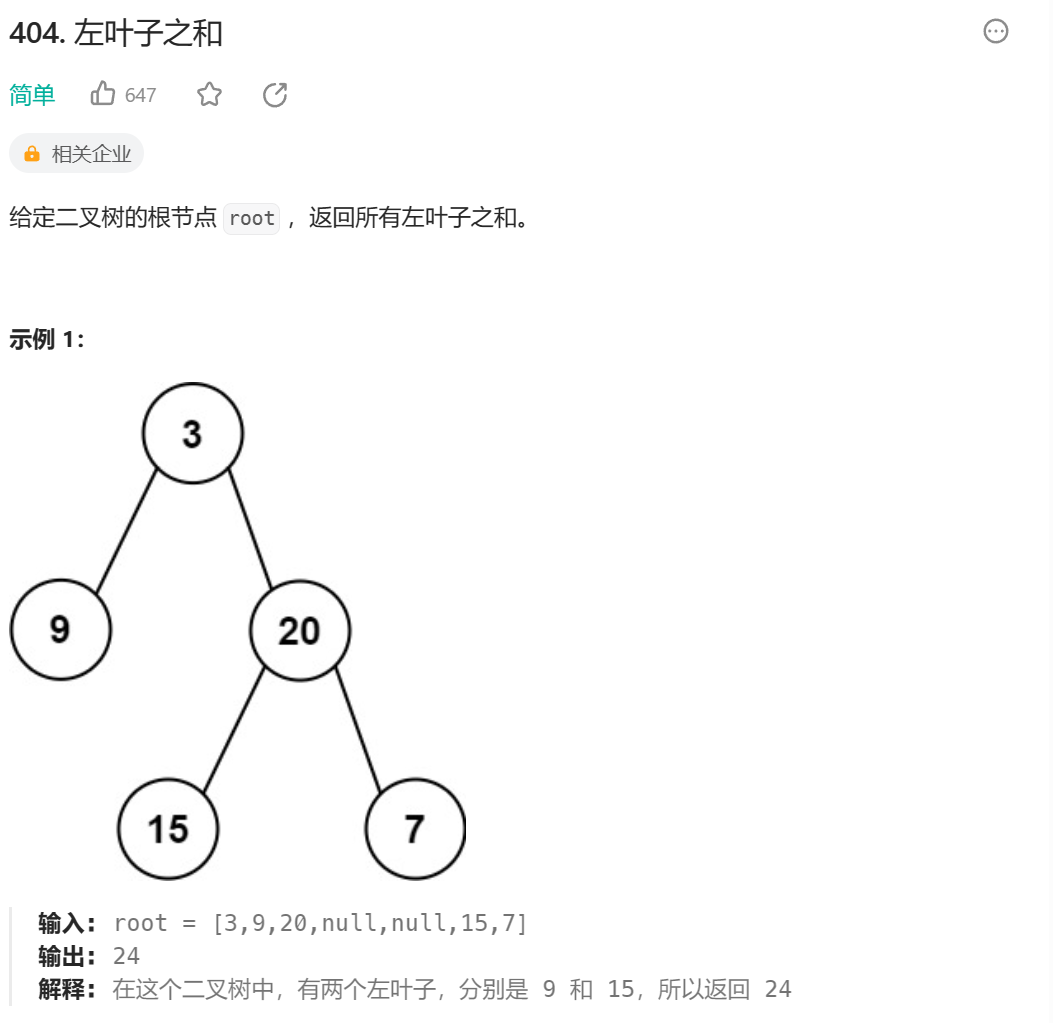 404. 左叶子之和
简单 647
相关企业
给定二叉树的根节点 root ，返回所有左叶子之和。
示例 1：
3
9 20
15 7
输入： root = [3,9,20,null,null,15,7]
输出： 24
解释： 在这个二叉树中，有两个左叶子，分别是 9 和 15，所以返回 24